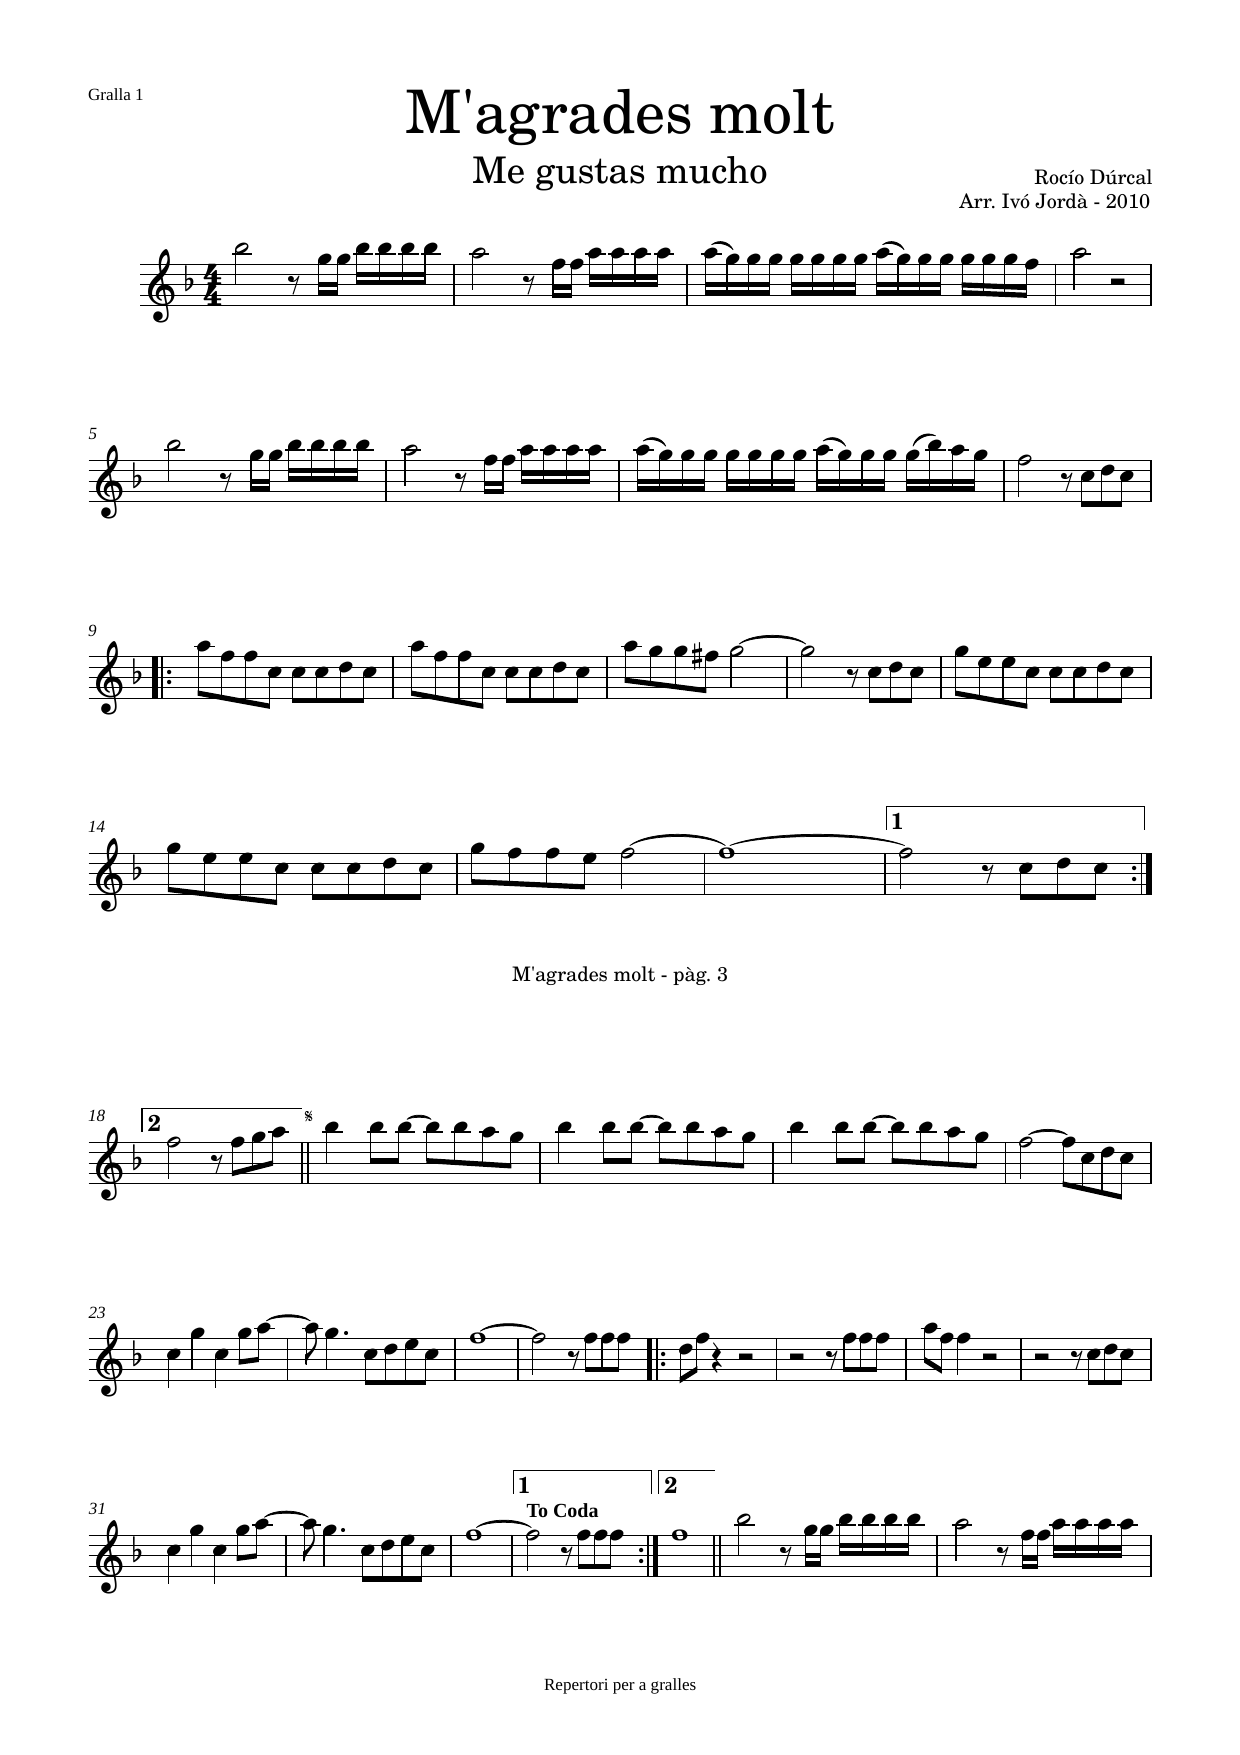 Gralla 1
M'agrades molt
Me gustas mucho
Rocío Dúrcal
Arr. Ivó Jordà - 2010
4
4
5
9
14
1
M'agrades molt - pàg. 3
18
2
23
31
1
To Coda
2
Repertori per a gralles